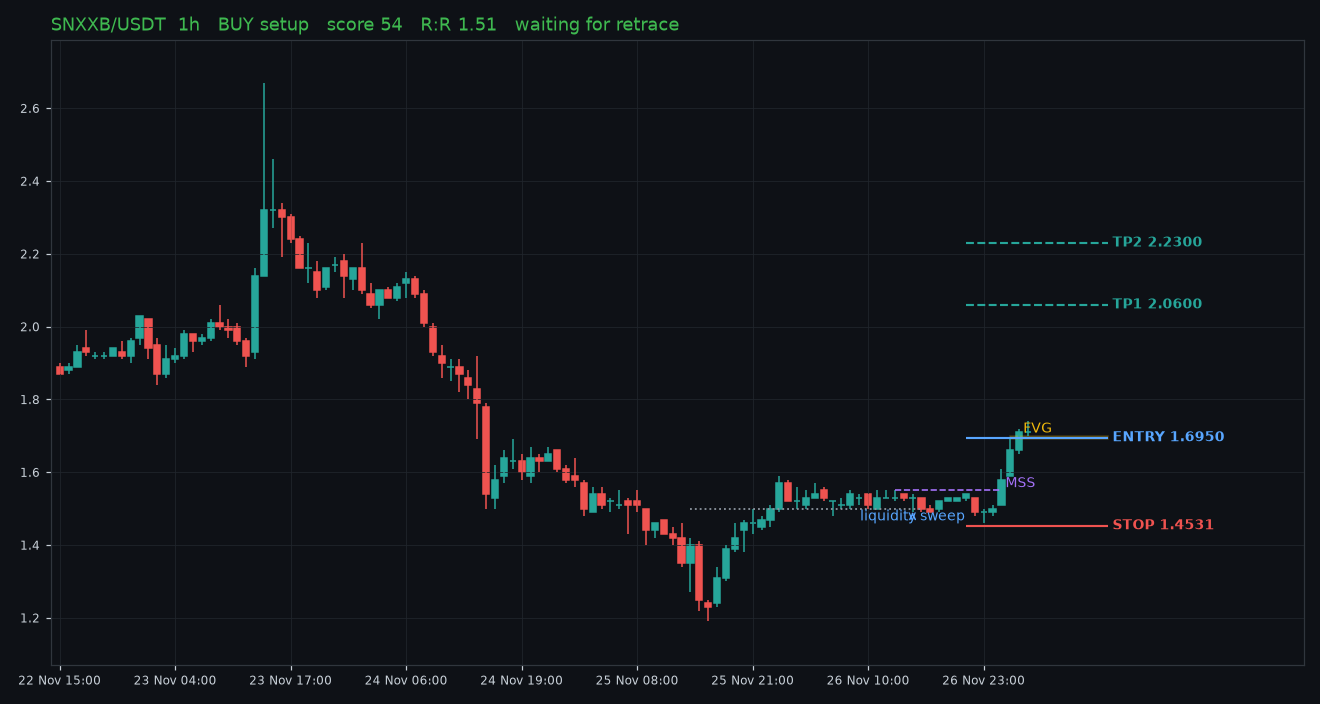 SNXXB/USDT 1h BUY setup score 54 R:R 1.51 waiting for retrace
2.6
2.4
2.2
2.0
1.8
1.6
1.4
1.2
TP2 2.2300
TP1 2.0600
FVG
ENTRY 1.6950
MSS
liquidity sweep
STOP 1.4531
22 Nov 15:00
23 Nov 04:00
23 Nov 17:00
24 Nov 06:00
24 Nov 19:00
25 Nov 08:00
25 Nov 21:00
26 Nov 10:00
26 Nov 23:00